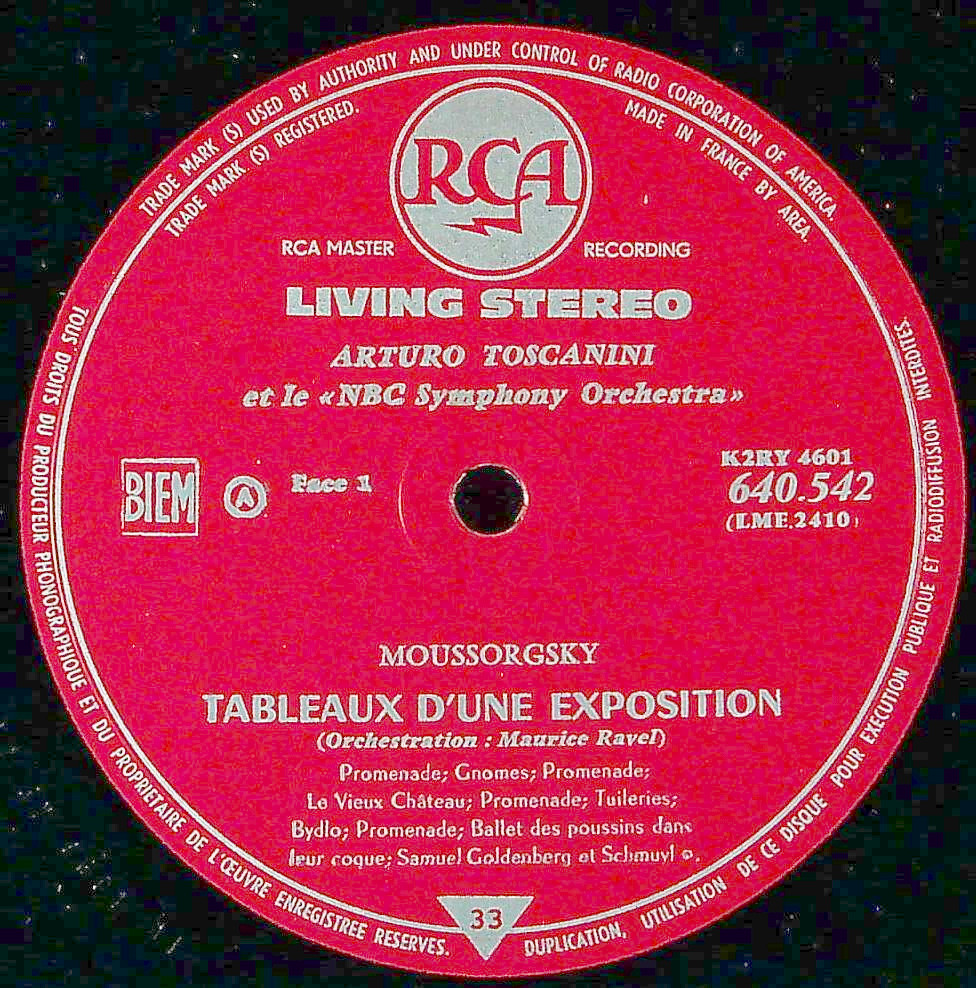 TRADE MARK (S) USED BY AUTHORITY AND UNDER CONTROL OF RADIO CORPORATION OF AMERICA
TRADE MARK (S) REGISTERED.
MADE IN FRANCE BY AREA.
RCA
RCA MASTER RECORDING
LIVING STEREO
ARTURO TOSCANINI
et le «NBC Symphony Orchestra»
BIEM
A
Face 1
K2RY 4601
640.542
(LME.2410)
MOUSSORGSKY
TABLEAUX D'UNE EXPOSITION
(Orchestration : Maurice Ravel)
Promenade; Gnomes; Promenade;
Le Vieux Château; Promenade; Tuileries;
Bydlo; Promenade; Ballet des poussins dans
leur coque; Samuel Goldenberg et Schmuyl
33
TOUS DROITS DU PRODUCTEUR PHONOGRAPHIQUE ET DU PROPRIETAIRE DE L'ŒUVRE ENREGISTREE RESERVES.
DUPLICATION, UTILISATION DE CE DISQUE POUR EXECUTION PUBLIQUE ET RADIODIFFUSION INTERDITES.